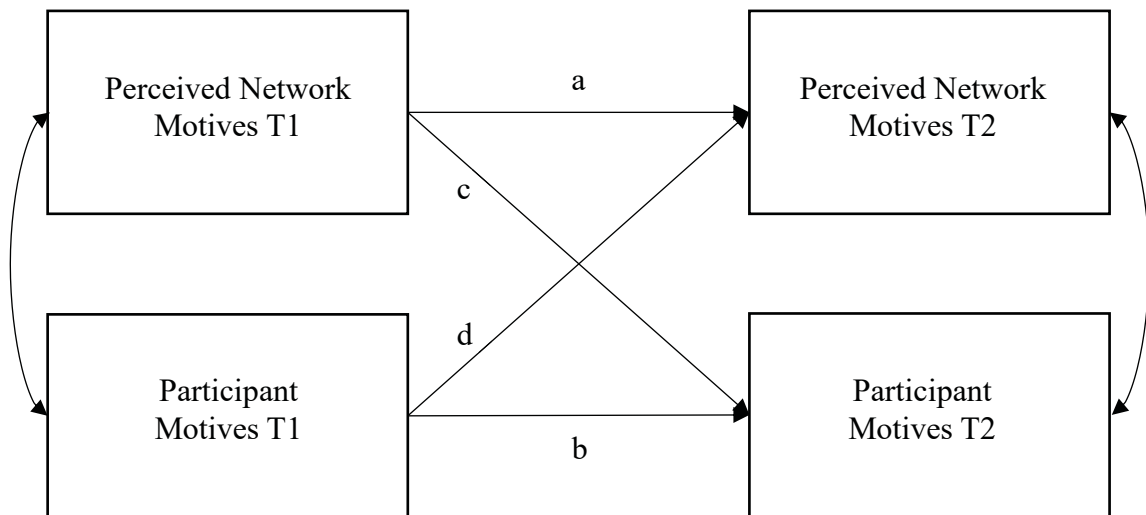 Perceived Network
Motives T1
a
Perceived Network
Motives T2
c
d
Participant
Motives T1
b
Participant
Motives T2